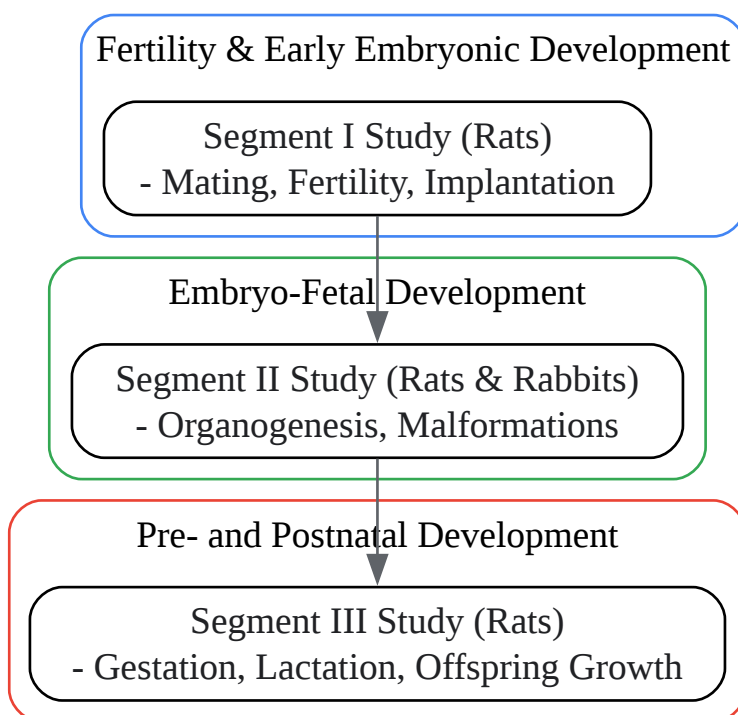 Fertility & Early Embryonic Development
Segment I Study (Rats)
- Mating, Fertility, Implantation
Embryo-Fetal Development
Segment II Study (Rats & Rabbits)
- Organogenesis, Malformations
Pre- and Postnatal Development
Segment III Study (Rats)
- Gestation, Lactation, Offspring Growth